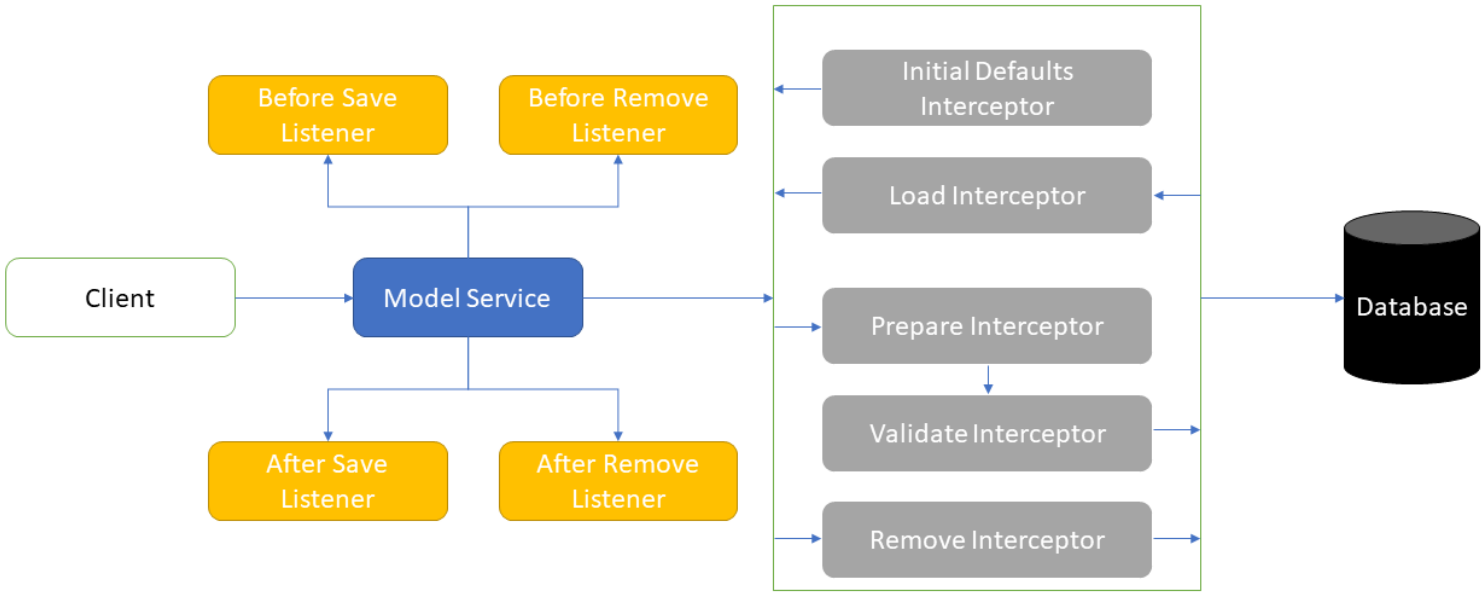 Before Save
Listener
Before Remove
Listener
Client
Model Service
After Save
Listener
After Remove
Listener
Initial Defaults
Interceptor
Load Interceptor
Prepare Interceptor
Validate Interceptor
Remove Interceptor
Database